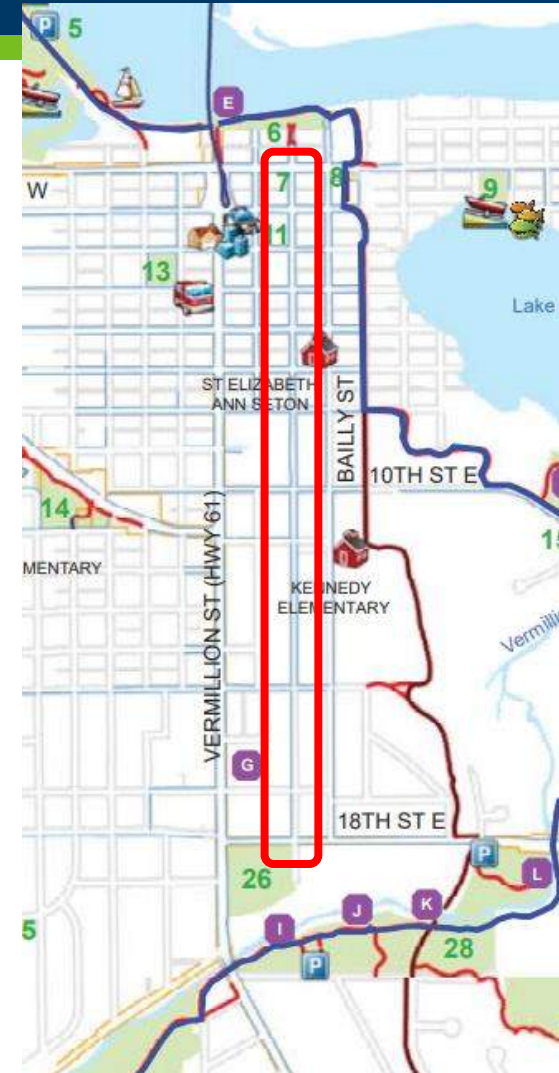 P
5
E
6
7
8
9
W
11
13
Lake
ST ELIZABETH
ANN SETON
BAILLY ST
10TH ST E
14
15
MENTARY
VERMILLION ST (HWY 61)
KENNEDY
ELEMENTARY
Vermilli
G
18TH ST E
P
26
L
K
J
I
5
28
P